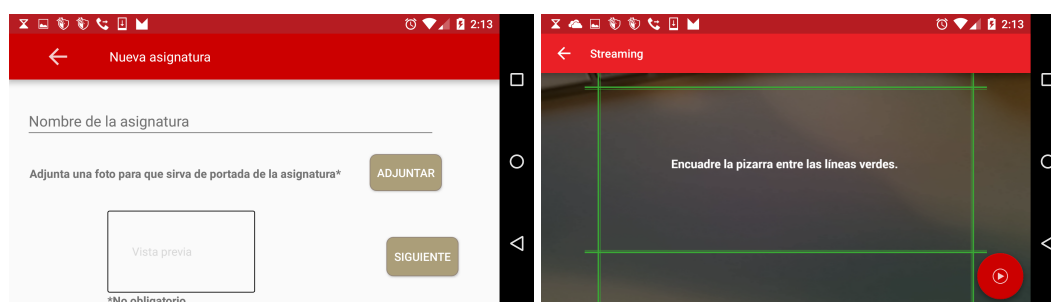 2:13
Nueva asignatura
Nombre de la asignatura
Adjunta una foto para que sirva de portada de la asignatura*
ADJUNTAR
Vista previa
SIGUIENTE
*No obligatorio
2:13
Streaming
Encuadre la pizarra entre las líneas verdes.